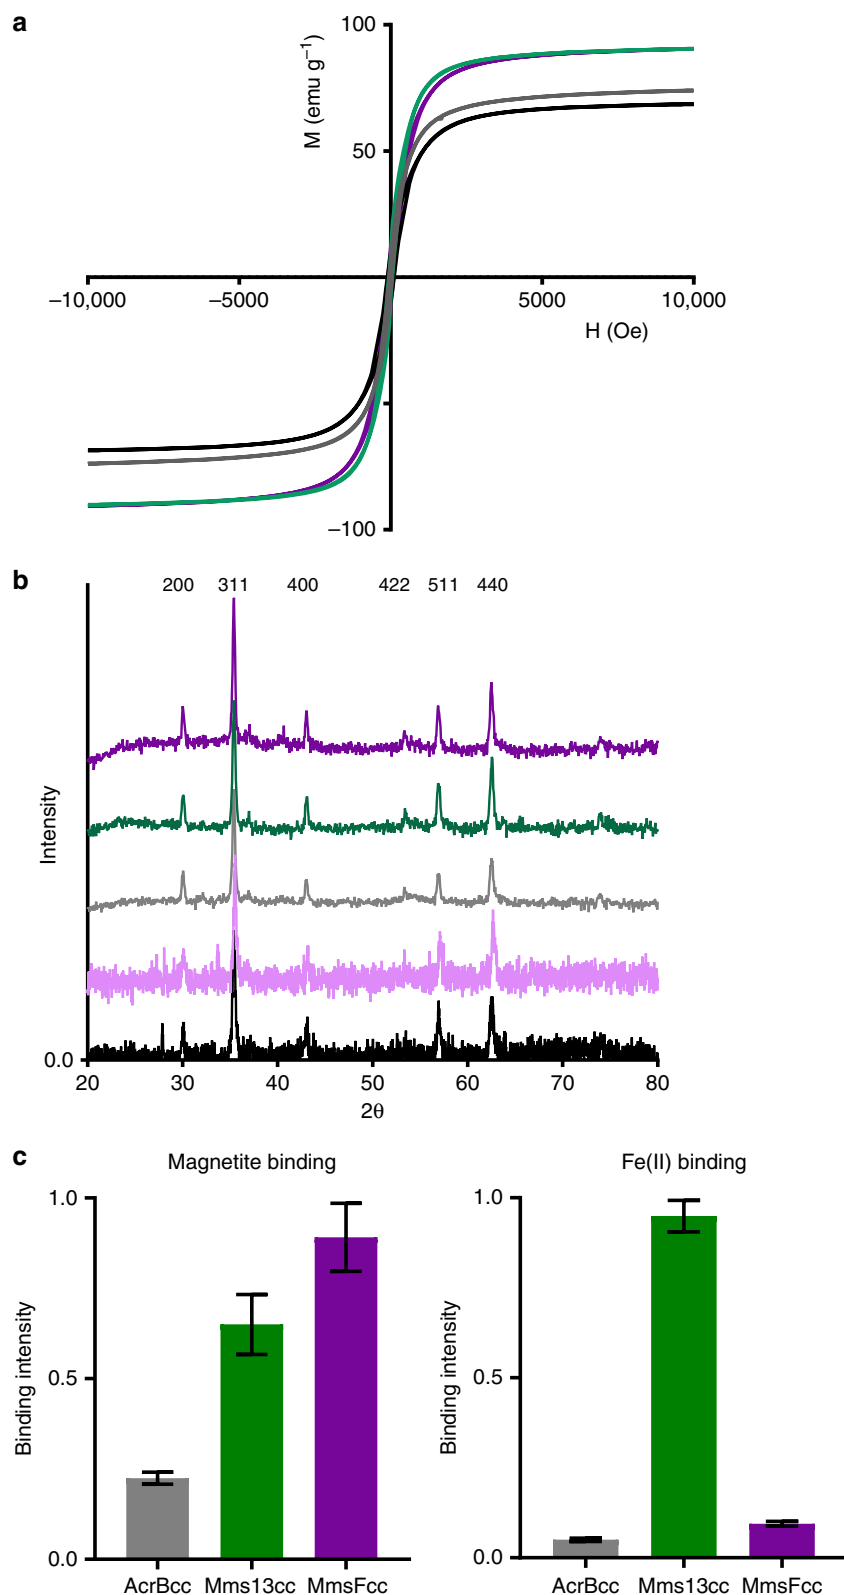 a
100
M (emu g⁻¹)
50
–10,000
–5000
5000
10,000
H (Oe)
–100
b
200
311
400
422
511
440
Intensity
0.0
20
30
40
50
60
70
80
2θ
c
Magnetite binding
1.0
Binding intensity
0.5
0.0
AcrBcc
Mms13cc
MmsFcc
Fe(II) binding
1.0
Binding intensity
0.5
0.0
AcrBcc
Mms13cc
MmsFcc